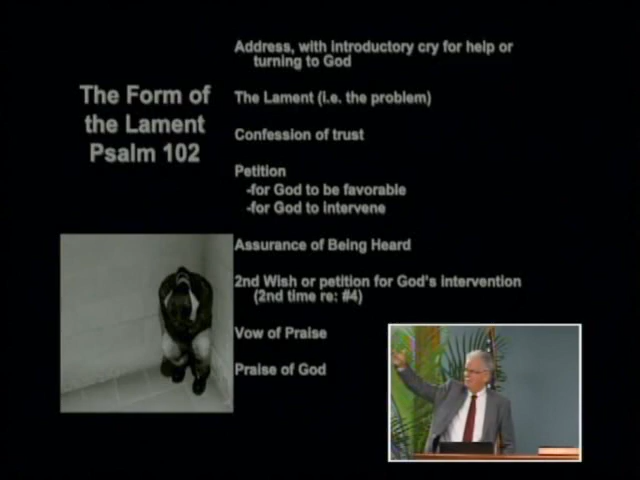 The Form of
the Lament
Psalm 102
Address, with introductory cry for help or
turning to God
The Lament (i.e. the problem)
Confession of trust
Petition
-for God to be favorable
-for God to intervene
Assurance of Being Heard
2nd Wish or petition for God's intervention
(2nd time re: #4)
Vow of Praise
Praise of God